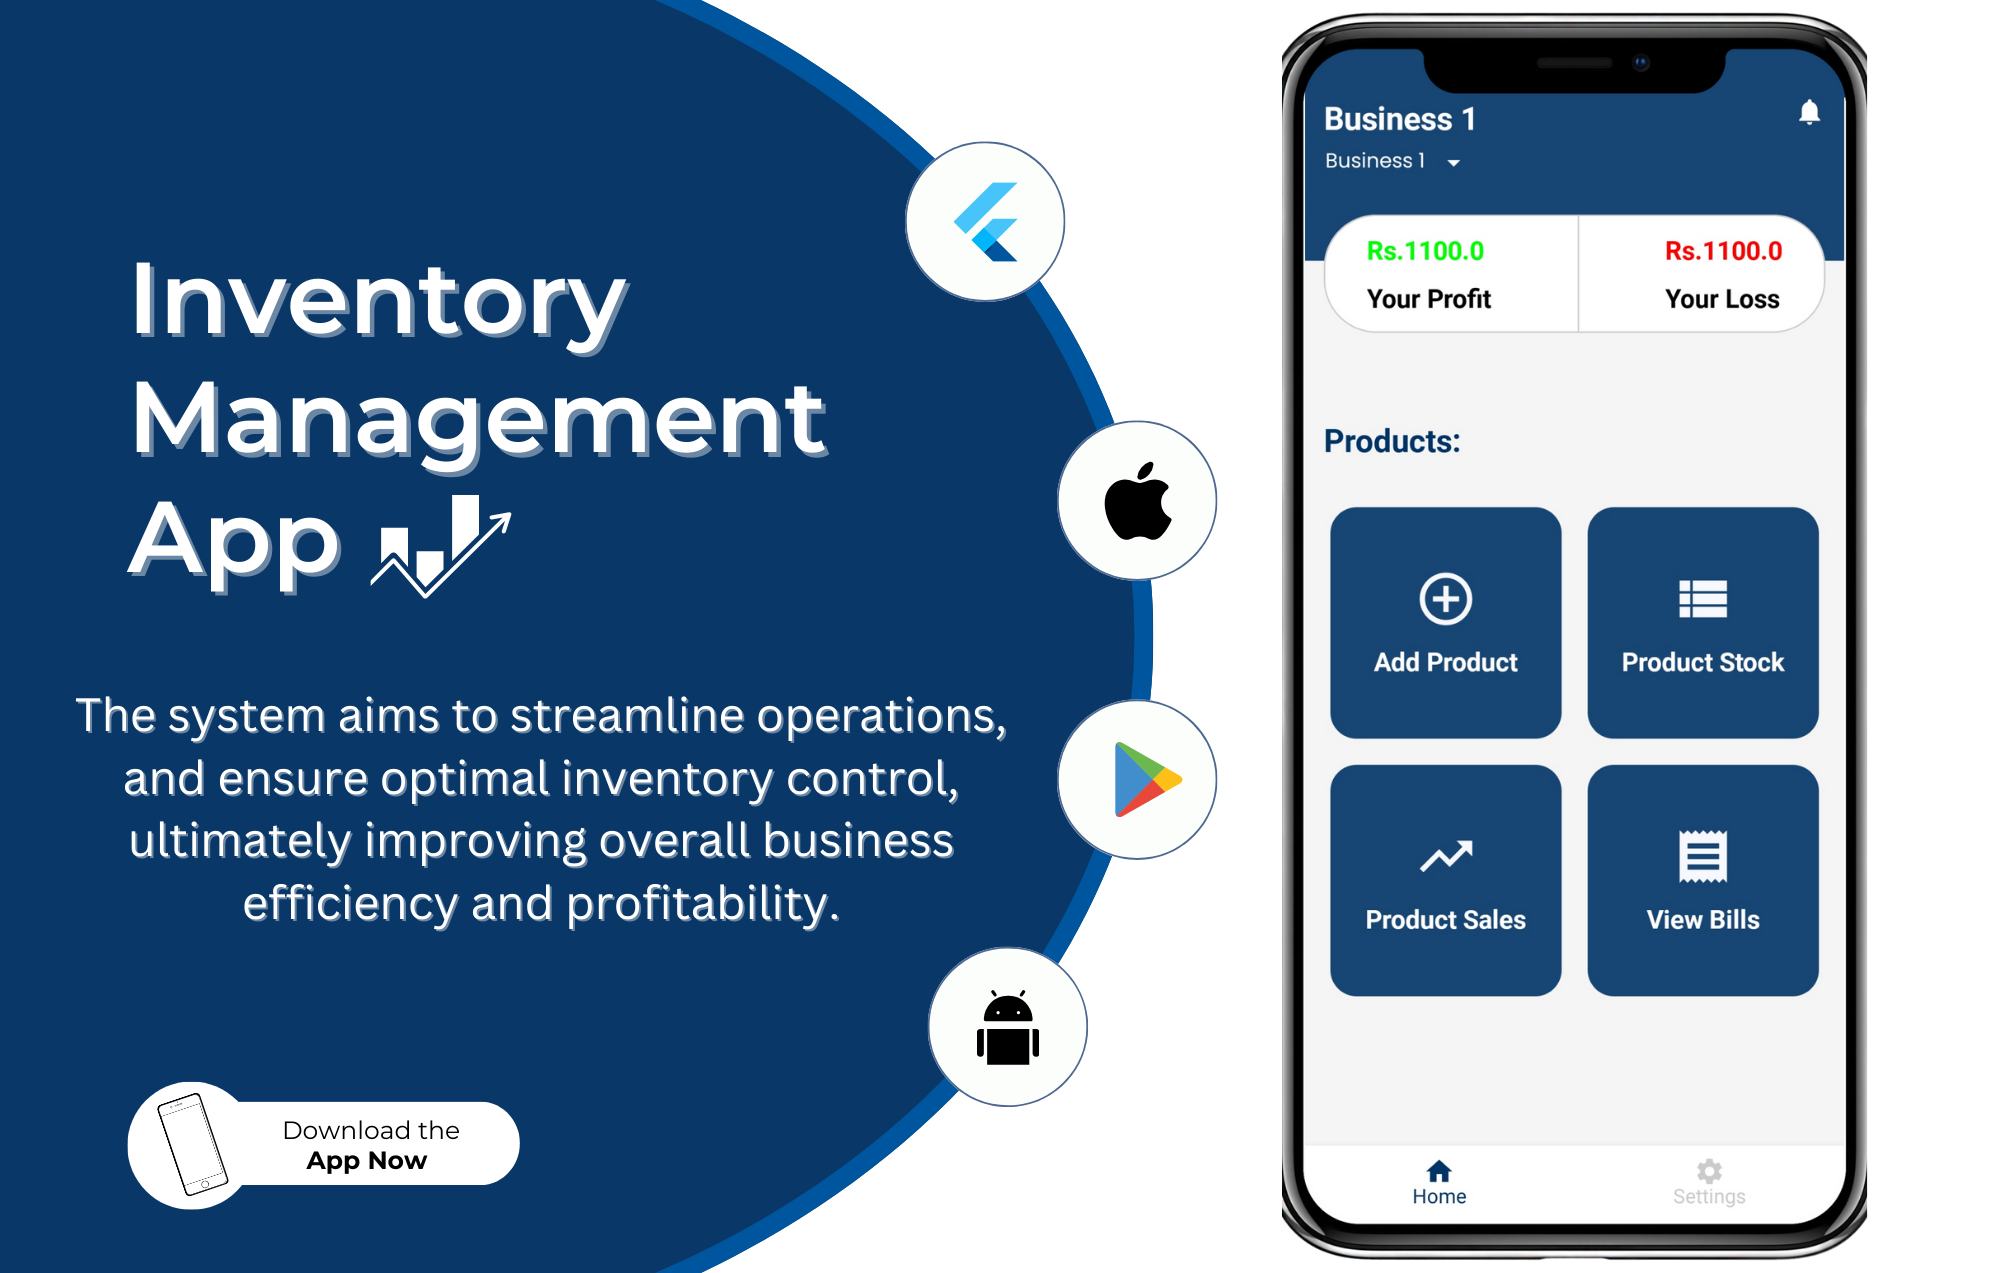 Inventory
Management
App
The system aims to streamline operations,
and ensure optimal inventory control,
ultimately improving overall business
efficiency and profitability.
Download the
App Now
Business 1
Business 1
Rs.1100.0
Your Profit
Rs.1100.0
Your Loss
Products:
Add Product
Product Stock
Product Sales
View Bills
Home
Settings